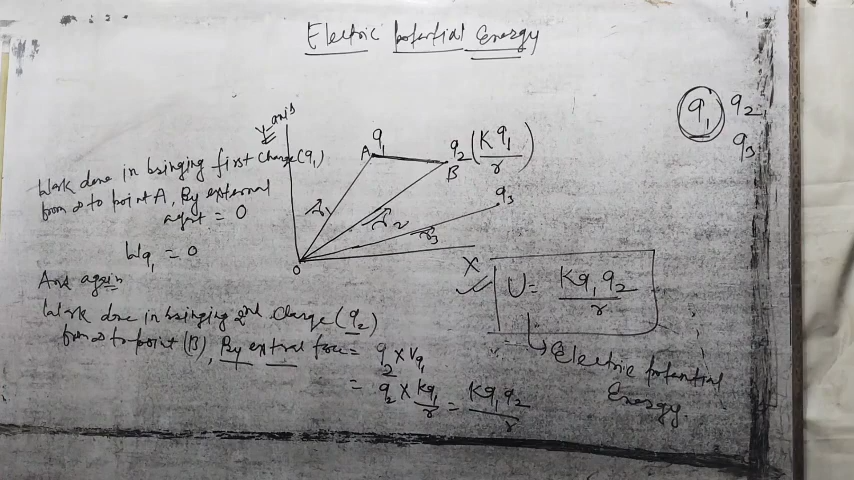 Electric potential Energy
q1 q2
q3
Y axis
q1
A
q2 (Kq1/r)
B
q3
r1
r2
r3
O
X
Work done in bringing first charge (q1)
from ∞ to point A, By external
agent = 0
Wq1 = 0
And again
Work done in bringing 2nd charge (q2)
from ∞ to point (B), By extral force = q2 × Vq1
= q2 × Kq1/r = Kq1q2/r
U = Kq1q2/r
Electric potential
Energy.